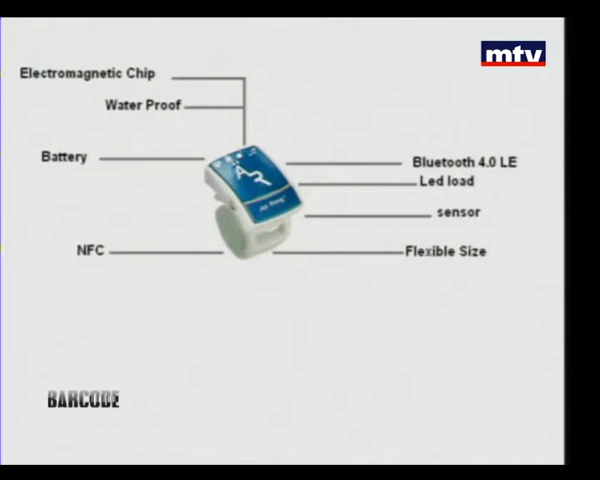 mtv
Electromagnetic Chip
Water Proof
Battery
Bluetooth 4.0 LE
Led load
sensor
NFC
Flexible Size
BARCODE